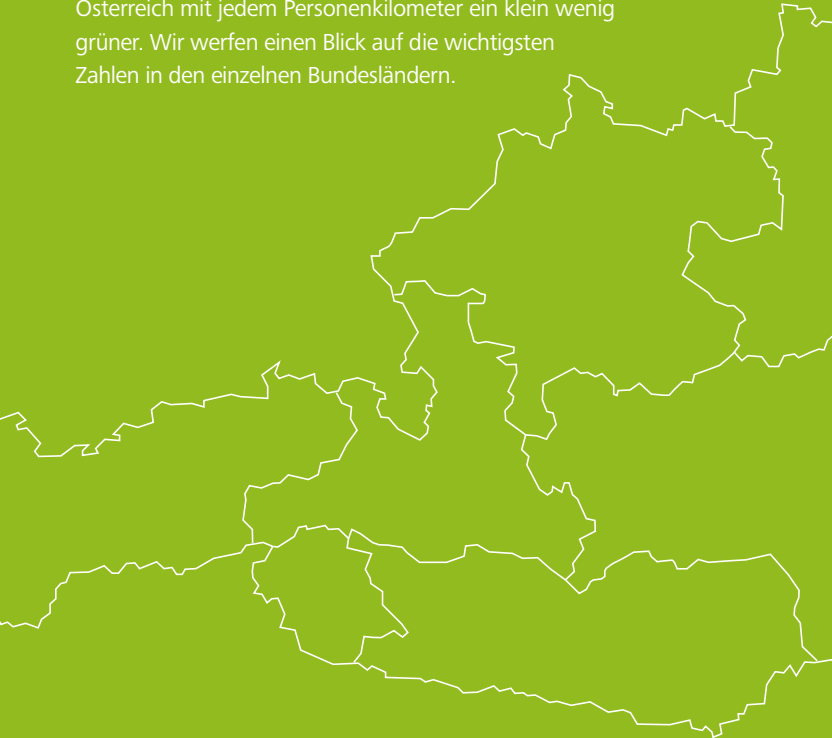 Österreich mit jedem Personenkilometer ein klein wenig
grüner. Wir werfen einen Blick auf die wichtigsten
Zahlen in den einzelnen Bundesländern.